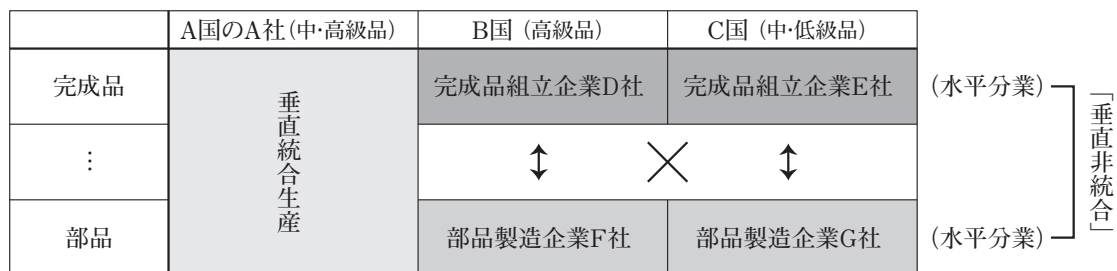 A国のA社(中・高級品) B国(高級品) C国(中・低級品)
完成品 完成品組立企業D社 完成品組立企業E社 (水平分業)
垂直統合生産
⋮
「垂直非統合」
部品 部品製造企業F社 部品製造企業G社 (水平分業)